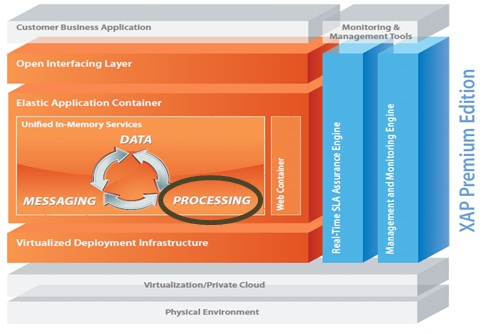 Customer Business Application
Monitoring &
Management Tools
Open Interfacing Layer
Elastic Application Container
Unified In-Memory Services
DATA
MESSAGING
PROCESSING
Web Container
Real-Time SLA Assurance Engine
Management and Monitoring Engine
XAP Premium Edition
Virtualized Deployment Infrastructure
Virtualization/Private Cloud
Physical Environment